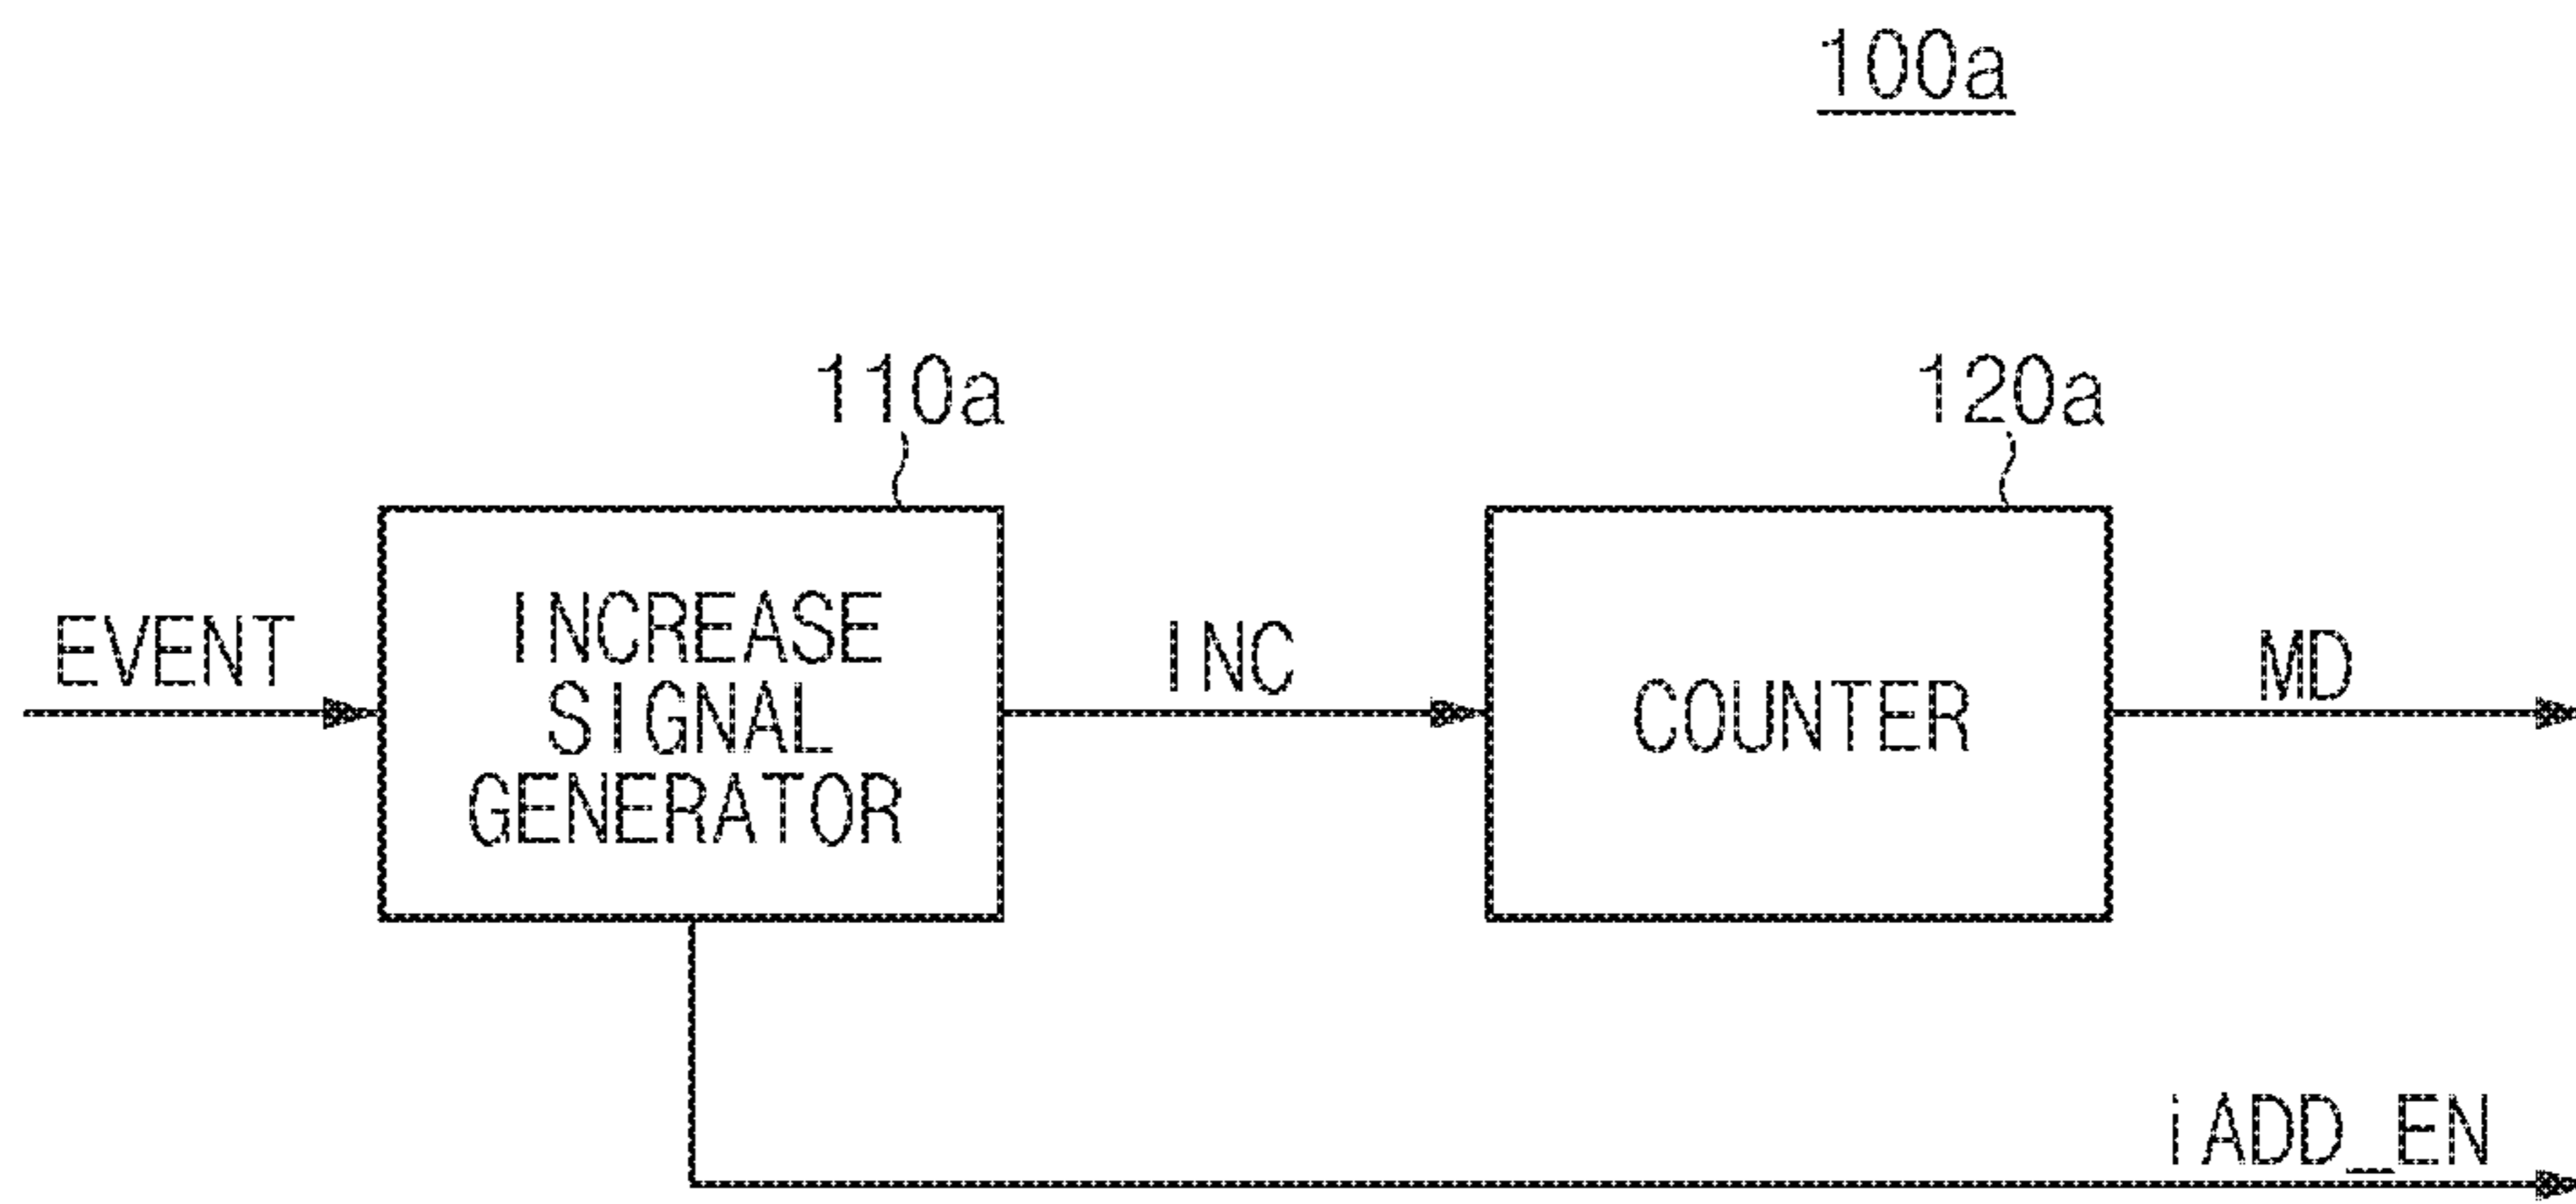 100a
110a
120a
EVENT
INCREASE
SIGNAL
GENERATOR
INC
COUNTER
MD
iADD_EN